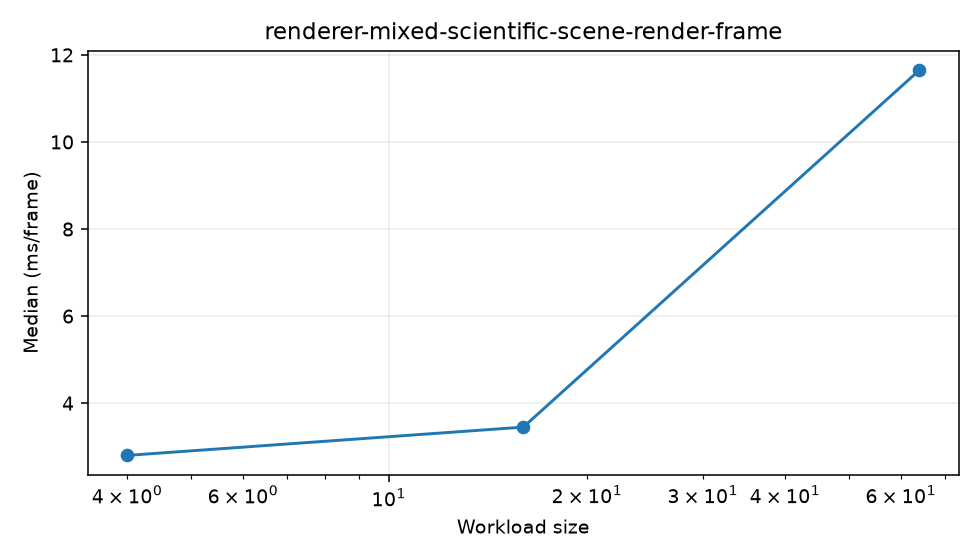 renderer-mixed-scientific-scene-render-frame
12
10
8
6
4
Median (ms/frame)
4 × 10⁰ 6 × 10⁰ 10¹ 2 × 10¹ 3 × 10¹ 4 × 10¹ 6 × 10¹
Workload size